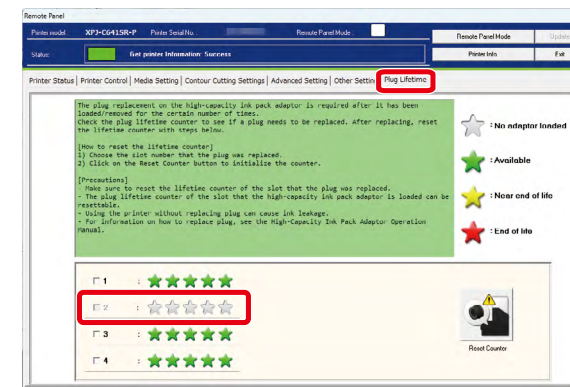 Remote Panel
Printer model: XPJ-C641SR-P Printer Serial No.: Remote Panel Mode:
Remote Panel Mode Update
Status: Get printer Information: Success
Printer Info Exit
Printer Status Printer Control Media Setting Contour Cutting Settings Advanced Setting Other Setting Plug Lifetime
The plug replacement on the high-capacity ink pack adaptor is required after it has been
loaded/removed for the certain number of times.
Check the plug lifetime counter to see if a plug needs to be replaced. After replacing, reset
the lifetime counter with steps below.
[How to reset the lifetime counter]
1) Choose the slot number that the plug was replaced.
2) Click on the Reset Counter button to initialize the counter.
[Precautions]
- Make sure to reset the lifetime counter of the slot that the plug was replaced.
- The plug lifetime counter of the slot that the high-capacity ink pack adaptor is loaded can be
resettable.
- Using the printer without replacing plug can cause ink leakage.
- For information on how to replace plug, see the High-Capacity Ink Pack Adaptor Operation
Manual.
: No adaptor loaded
: Available
: Near end of life
: End of life
1 :
2 :
3 :
4 :
Reset Counter